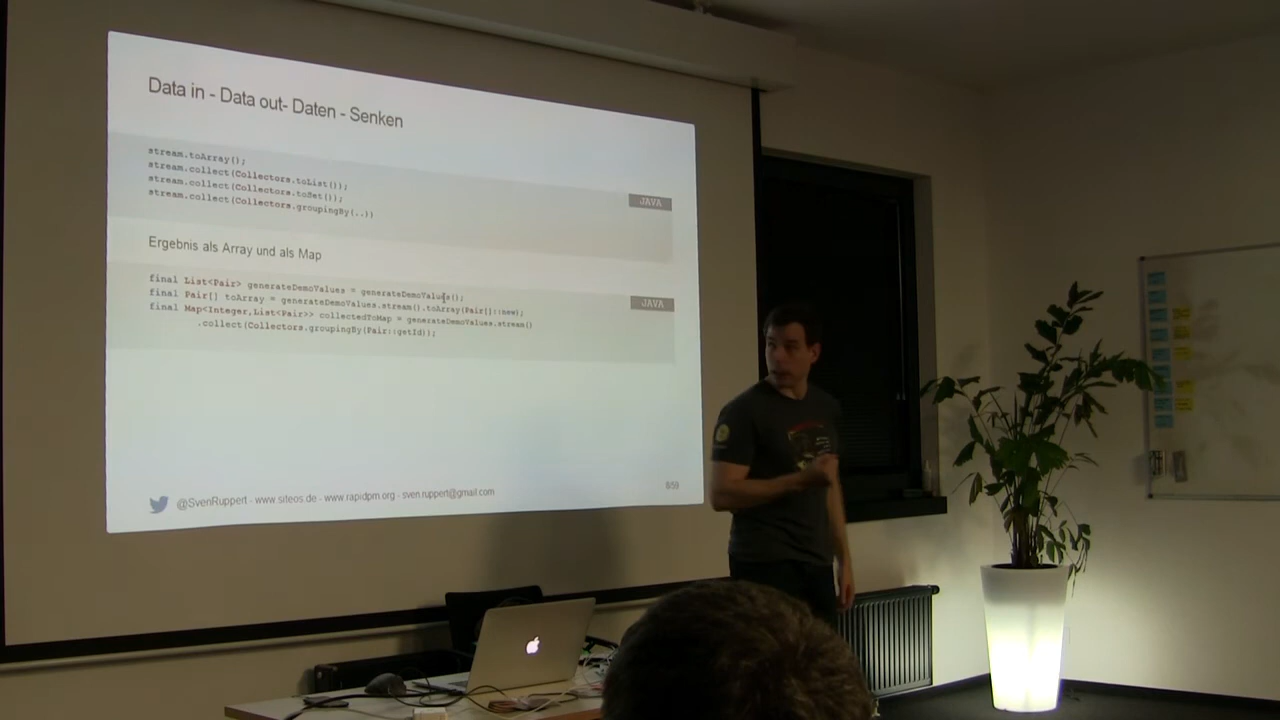 Data in - Data out- Daten - Senken
stream.toArray();
stream.collect(Collectors.toList());
stream.collect(Collectors.toSet());
stream.collect(Collectors.groupingBy(..))
JAVA
Ergebnis als Array und als Map
final List<Pair> generateDemoValues = generateDemoValues();
final Pair[] toArray = generateDemoValues.stream().toArray(Pair[]::new);
final Map<Integer,List<Pair>> collectedToMap = generateDemoValues.stream()
.collect(Collectors.groupingBy(Pair::getId));
JAVA
@SvenRuppert - www.siteos.de - www.rapidpm.org - sven.ruppert@gmail.com
8/59